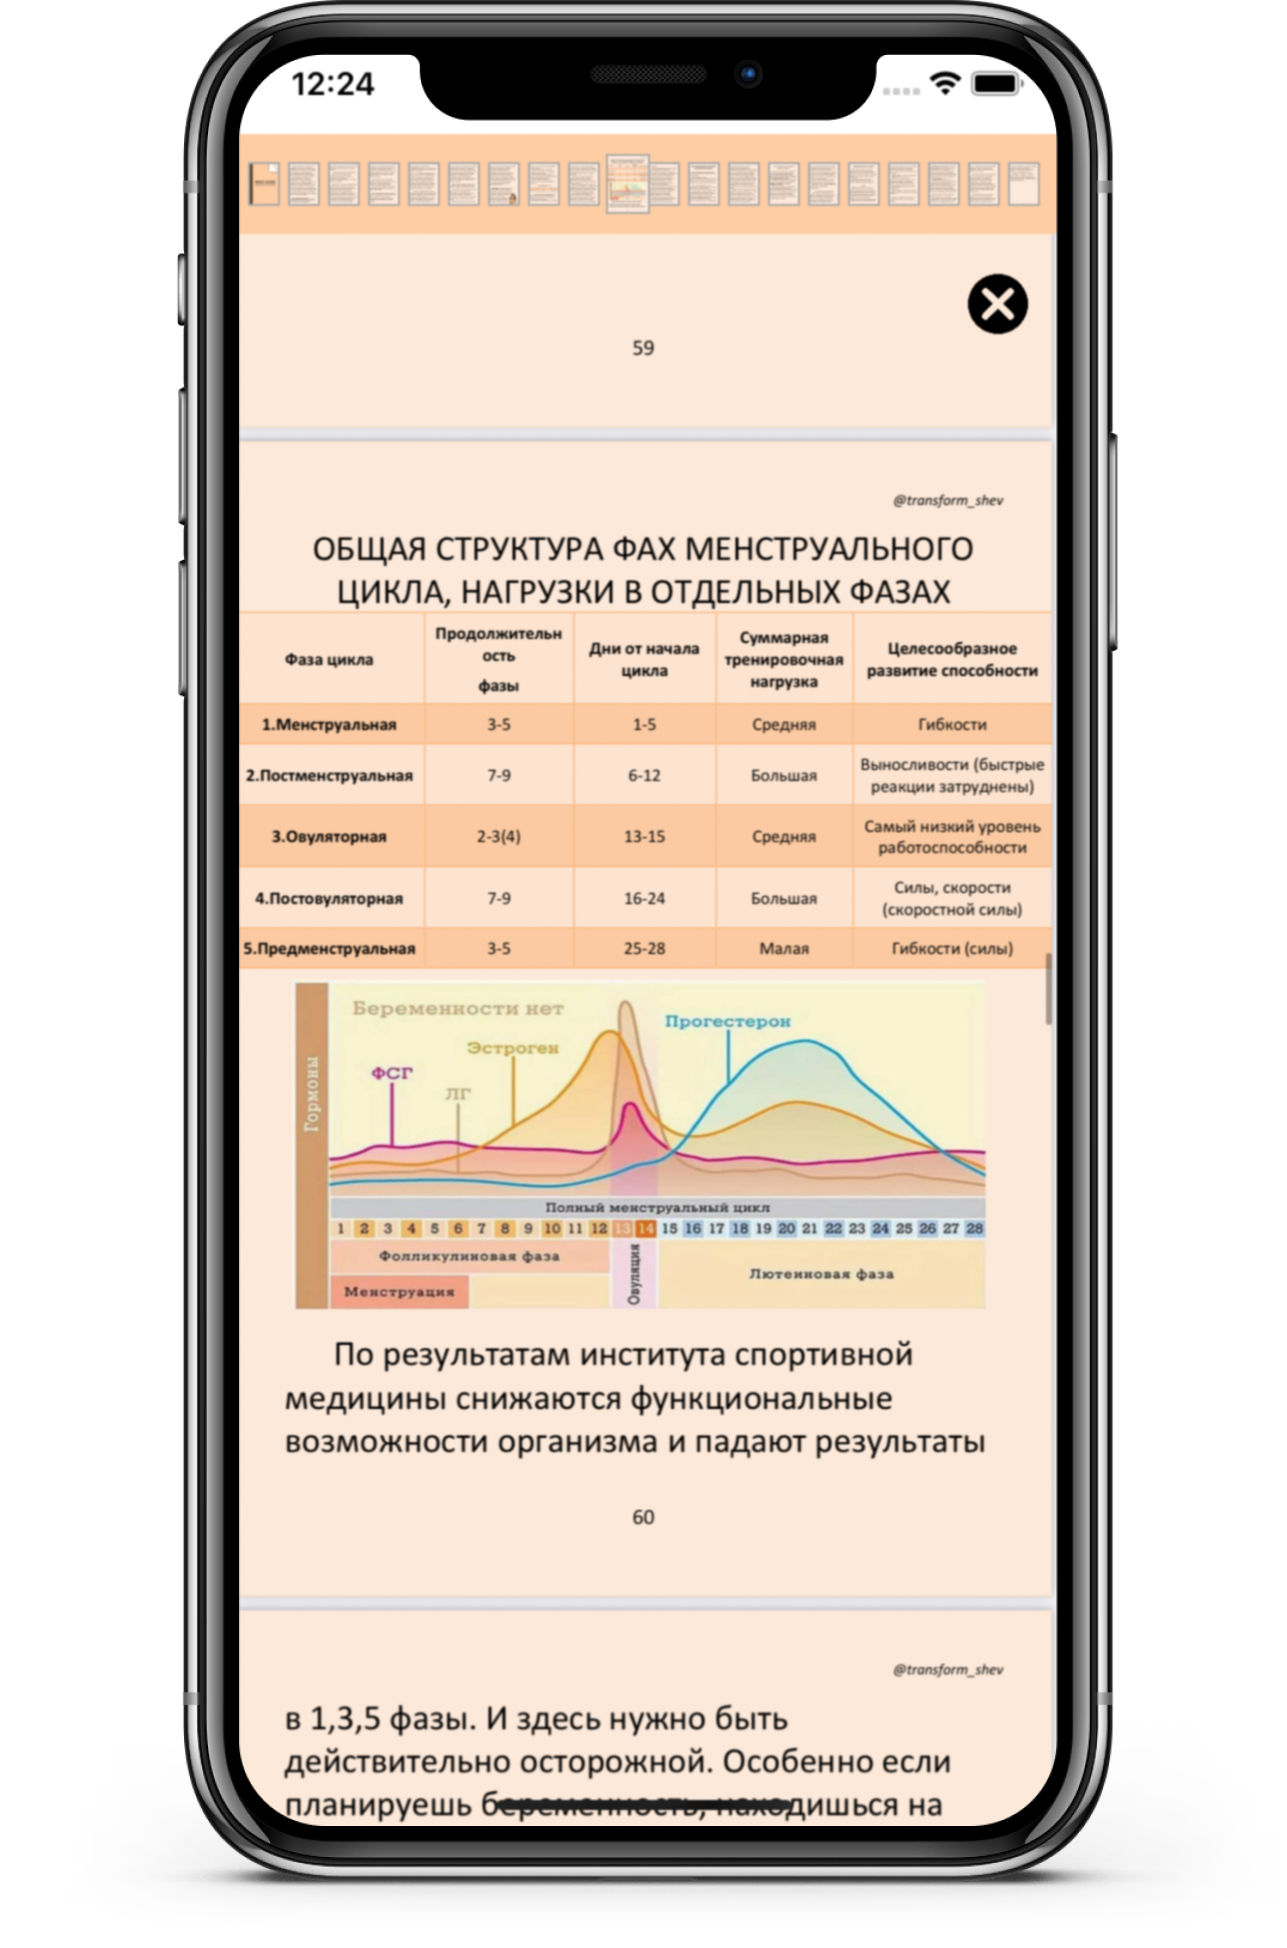 12:24
59
@transform_shev
ОБЩАЯ СТРУКТУРА ФАХ МЕНСТРУАЛЬНОГО
ЦИКЛА, НАГРУЗКИ В ОТДЕЛЬНЫХ ФАЗАХ
Фаза цикла
Продолжительн
ость
фазы
Дни от начала
цикла
Суммарная
тренировочная
нагрузка
Целесообразное
развитие способности
1.Менструальная 3-5 1-5 Средняя Гибкости
2.Постменструальная 7-9 6-12 Большая Выносливости (быстрые
реакции затруднены)
3.Овуляторная 2-3(4) 13-15 Средняя Самый низкий уровень
работоспособности
4.Постовуляторная 7-9 16-24 Большая Силы, скорости
(скоростной силы)
5.Предменструальная 3-5 25-28 Малая Гибкости (силы)
Гормоны
Беременности нет
Прогестерон
Эстроген
ФСГ
ЛГ
Полный менструальный цикл
1 2 3 4 5 6 7 8 9 10 11 12 13 14 15 16 17 18 19 20 21 22 23 24 25 26 27 28
Фолликулиновая фаза
Овуляция
Лютеиновая фаза
Менструация
По результатам института спортивной
медицины снижаются функциональные
возможности организма и падают результаты
60
@transform_shev
в 1,3,5 фазы. И здесь нужно быть
действительно осторожной. Особенно если
планируешь беременность, находишься на